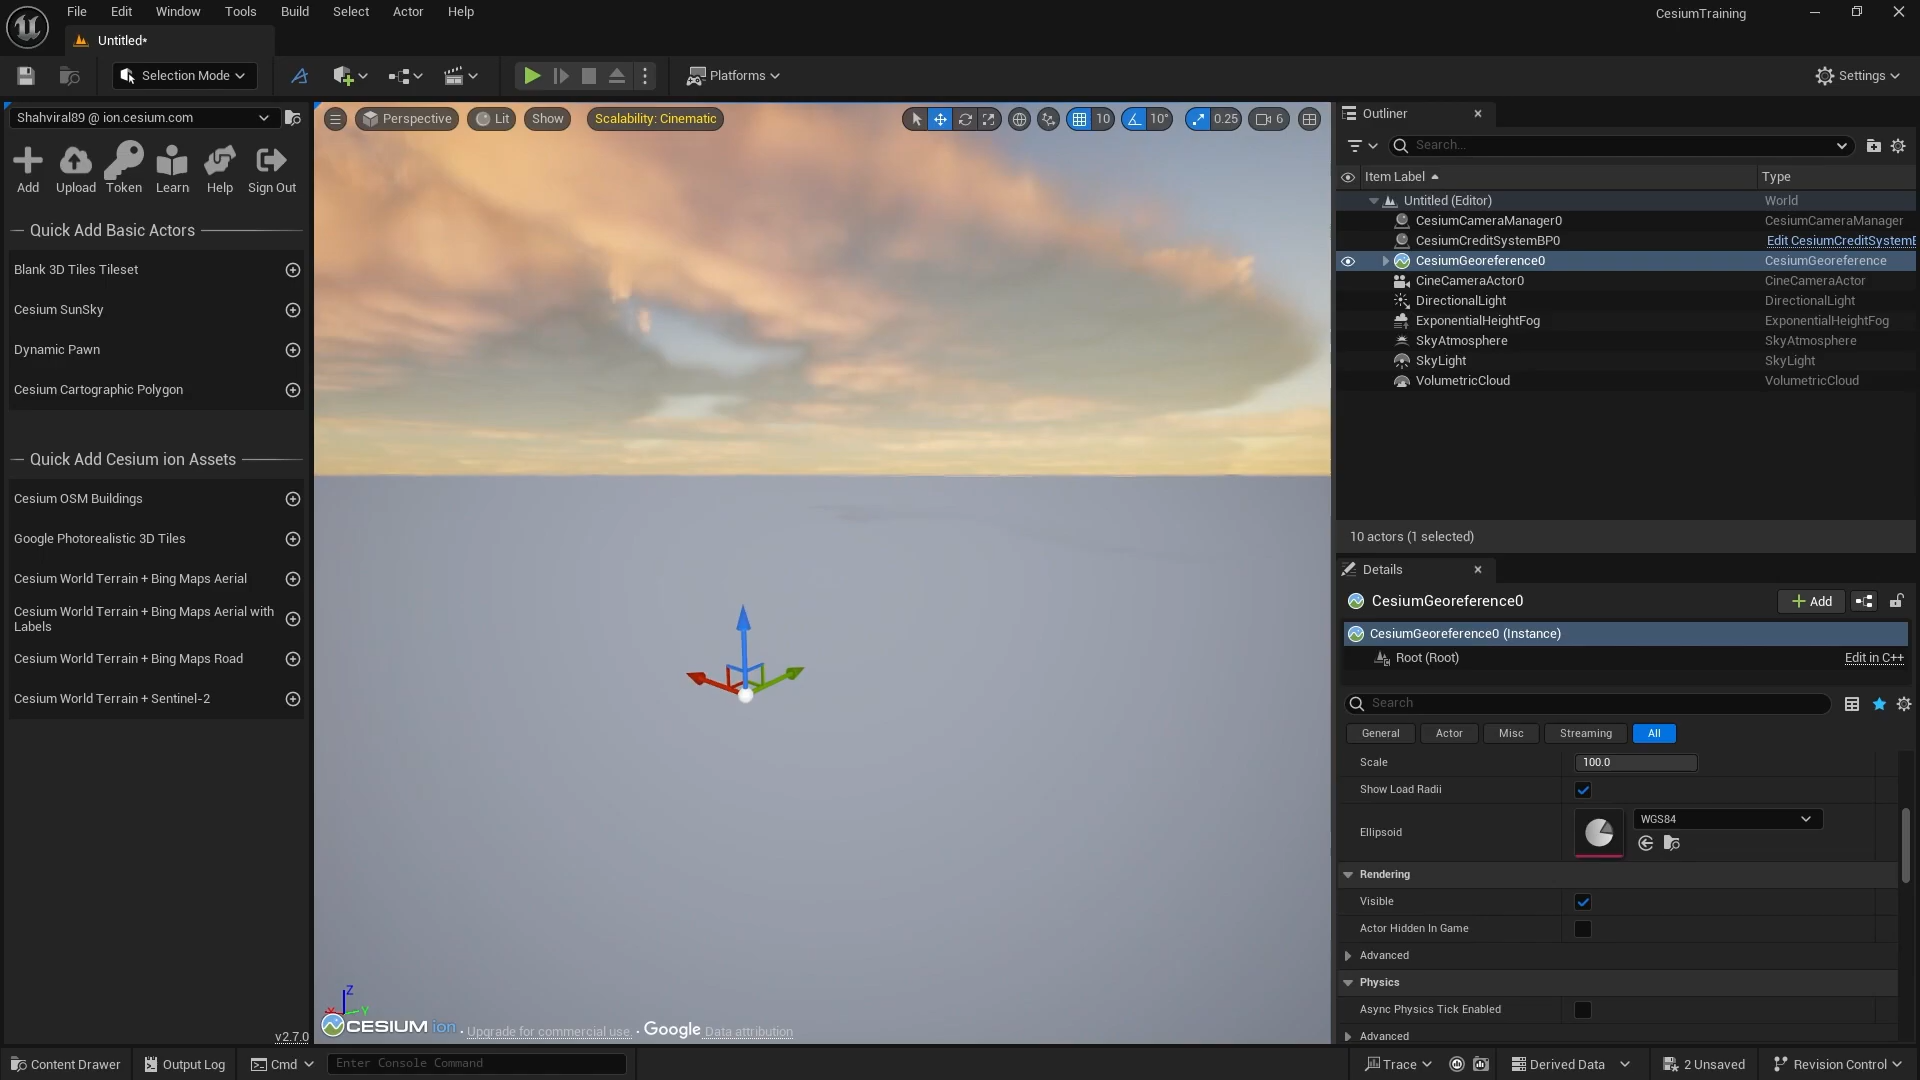 File Edit Window Tools Build Select Actor Help
CesiumTraining
Untitled*
Selection Mode
Platforms
Settings
Shahviral89 @ ion.cesium.com
Add Upload Token Learn Help Sign Out
Quick Add Basic Actors
Blank 3D Tiles Tileset
Cesium SunSky
Dynamic Pawn
Cesium Cartographic Polygon
Quick Add Cesium ion Assets
Cesium OSM Buildings
Google Photorealistic 3D Tiles
Cesium World Terrain + Bing Maps Aerial
Cesium World Terrain + Bing Maps Aerial with
Labels
Cesium World Terrain + Bing Maps Road
Cesium World Terrain + Sentinel-2
v2.7.0
Perspective Lit Show Scalability: Cinematic 10 10° 0.25 6
Z
Y
CESIUM ion . Upgrade for commercial use. . Google Data attribution
Outliner
Search...
Item Label Type
Untitled (Editor) World
CesiumCameraManager0 CesiumCameraManager
CesiumCreditSystemBP0 Edit CesiumCreditSystemE
CesiumGeoreference0 CesiumGeoreference
CineCameraActor0 CineCameraActor
DirectionalLight DirectionalLight
ExponentialHeightFog ExponentialHeightFog
SkyAtmosphere SkyAtmosphere
SkyLight SkyLight
VolumetricCloud VolumetricCloud
10 actors (1 selected)
Details
CesiumGeoreference0
Add
CesiumGeoreference0 (Instance)
Root (Root) Edit in C++
Search
General Actor Misc Streaming All
Scale 100.0
Show Load Radii
Ellipsoid WGS84
Rendering
Visible
Actor Hidden In Game
Advanced
Physics
Async Physics Tick Enabled
Advanced
Content Drawer Output Log Cmd Enter Console Command
Trace Derived Data 2 Unsaved Revision Control